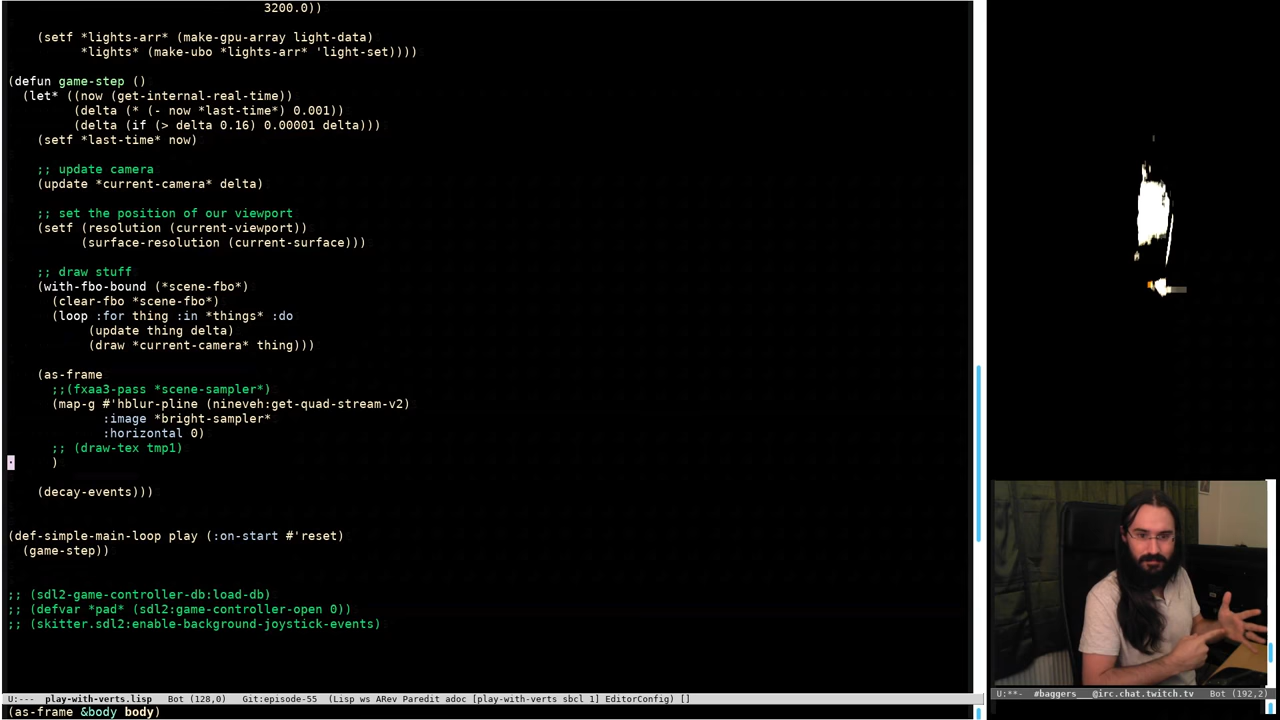 3200.0))
(setf *lights-arr* (make-gpu-array light-data)
*lights* (make-ubo *lights-arr* 'light-set))))
(defun game-step ()
(let* ((now (get-internal-real-time))
(delta (* (- now *last-time*) 0.001))
(delta (if (> delta 0.16) 0.00001 delta)))
(setf *last-time* now)
;; update camera
(update *current-camera* delta)
;; set the position of our viewport
(setf (resolution (current-viewport))
(surface-resolution (current-surface)))
;; draw stuff
(with-fbo-bound (*scene-fbo*)
(clear-fbo *scene-fbo*)
(loop :for thing :in *things* :do
(update thing delta)
(draw *current-camera* thing)))
(as-frame
;;(fxaa3-pass *scene-sampler*)
(map-g #'hblur-pline (nineveh:get-quad-stream-v2)
:image *bright-sampler*
:horizontal 0)
;; (draw-tex tmp1)
)
(decay-events)))
(def-simple-main-loop play (:on-start #'reset)
(game-step))
;; (sdl2-game-controller-db:load-db)
;; (defvar *pad* (sdl2:game-controller-open 0))
;; (skitter.sdl2:enable-background-joystick-events)
U:--- play-with-verts.lisp Bot (128,0) Git:episode-55 (Lisp ws ARev Paredit adoc [play-with-verts sbcl 1] EditorConfig) []
(as-frame &body body)
U:**- #baggers___@irc.chat.twitch.tv Bot (192,2)